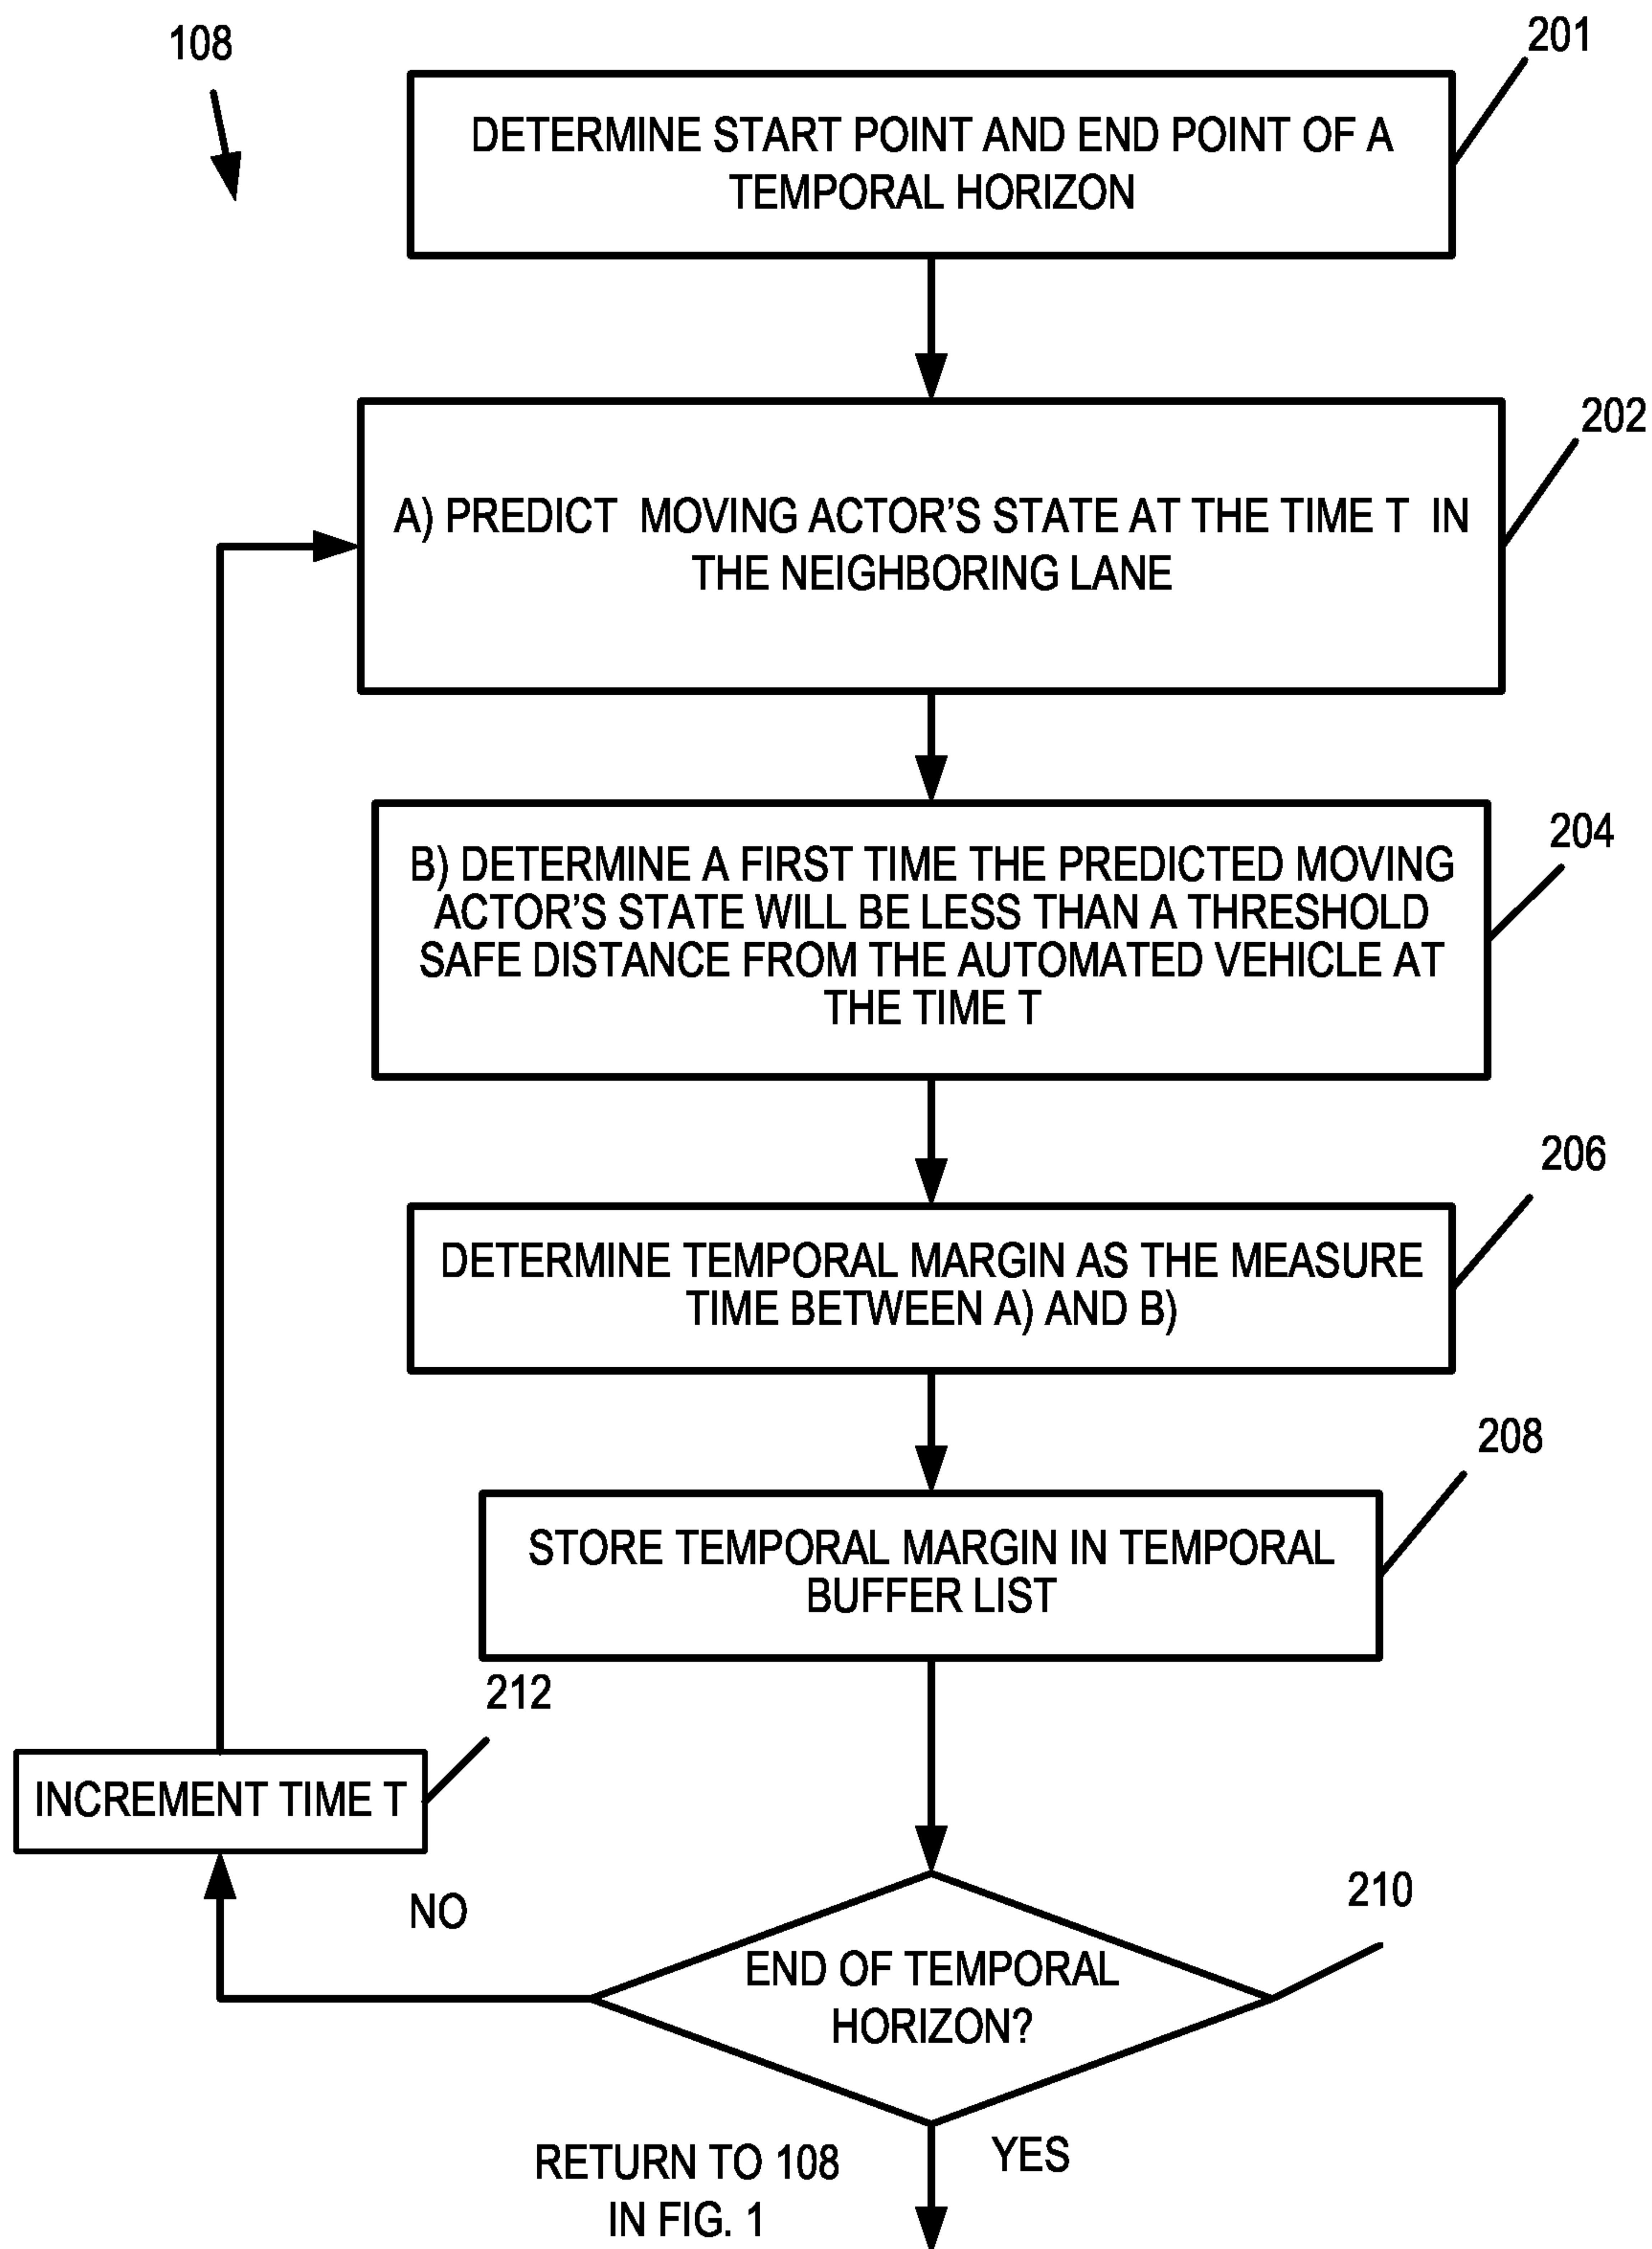 108
201
DETERMINE START POINT AND END POINT OF A
TEMPORAL HORIZON
202
A) PREDICT MOVING ACTOR'S STATE AT THE TIME T IN
THE NEIGHBORING LANE
204
B) DETERMINE A FIRST TIME THE PREDICTED MOVING
ACTOR'S STATE WILL BE LESS THAN A THRESHOLD
SAFE DISTANCE FROM THE AUTOMATED VEHICLE AT
THE TIME T
206
DETERMINE TEMPORAL MARGIN AS THE MEASURE
TIME BETWEEN A) AND B)
208
STORE TEMPORAL MARGIN IN TEMPORAL
BUFFER LIST
212
INCREMENT TIME T
NO
210
END OF TEMPORAL
HORIZON?
YES
RETURN TO 108
IN FIG. 1